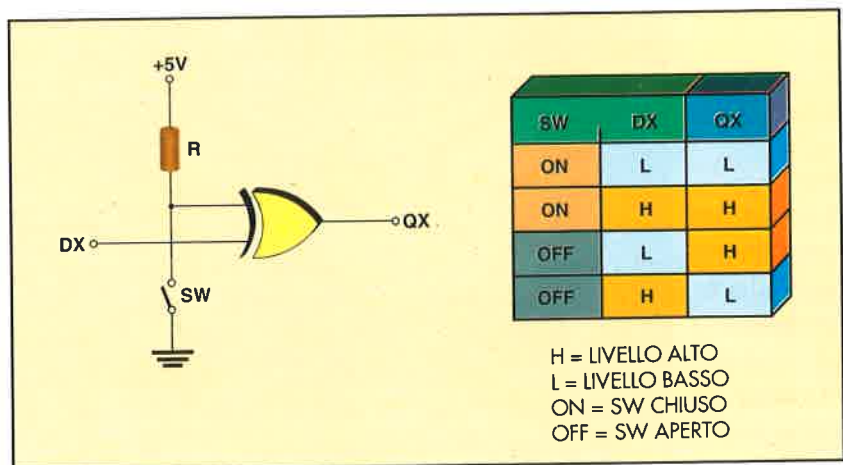 +5V
R
DX
QX
SW
SW DX QX
ON L L
ON H H
OFF L H
OFF H L
H = LIVELLO ALTO
L = LIVELLO BASSO
ON = SW CHIUSO
OFF = SW APERTO